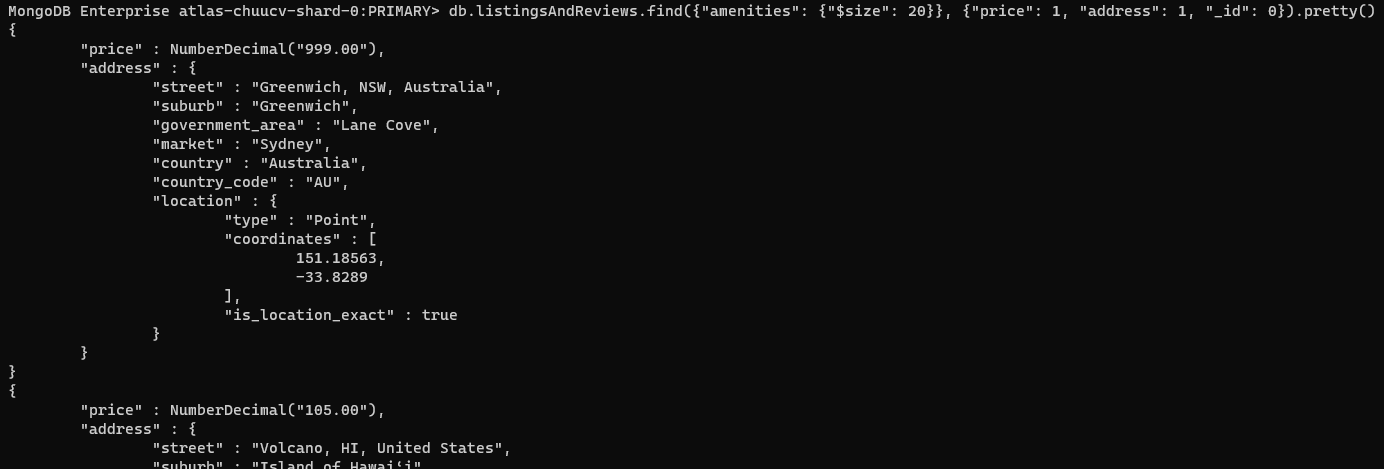 MongoDB Enterprise atlas-chuucv-shard-0:PRIMARY> db.listingsAndReviews.find({"amenities": {"$size": 20}}, {"price": 1, "address": 1, "_id": 0}).pretty()
{
        "price" : NumberDecimal("999.00"),
        "address" : {
                "street" : "Greenwich, NSW, Australia",
                "suburb" : "Greenwich",
                "government_area" : "Lane Cove",
                "market" : "Sydney",
                "country" : "Australia",
                "country_code" : "AU",
                "location" : {
                        "type" : "Point",
                        "coordinates" : [
                                151.18563,
                                -33.8289
                        ],
                        "is_location_exact" : true
                }
        }
}
{
        "price" : NumberDecimal("105.00"),
        "address" : {
                "street" : "Volcano, HI, United States",
                "suburb" : "Island of Hawaiʻi"